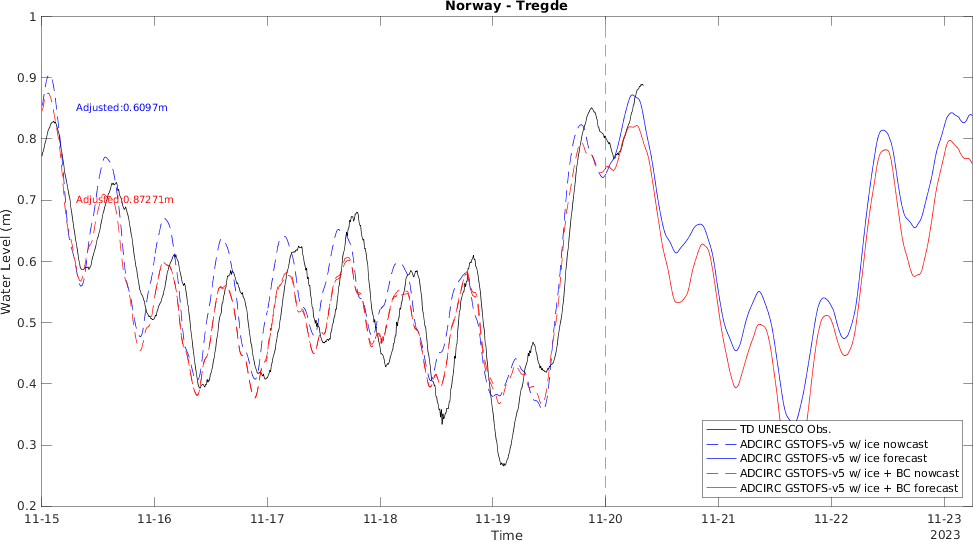 Norway - Tregde
1
0.9
0.8
0.7
0.6
0.5
0.4
0.3
0.2
Water Level (m)
Adjusted:0.6097m
Adjusted:0.87271m
TD UNESCO Obs.
ADCIRC GSTOFS-v5 w/ ice nowcast
ADCIRC GSTOFS-v5 w/ ice forecast
ADCIRC GSTOFS-v5 w/ ice + BC nowcast
ADCIRC GSTOFS-v5 w/ ice + BC forecast
11-15 11-16 11-17 11-18 11-19 11-20 11-21 11-22 11-23
Time
2023